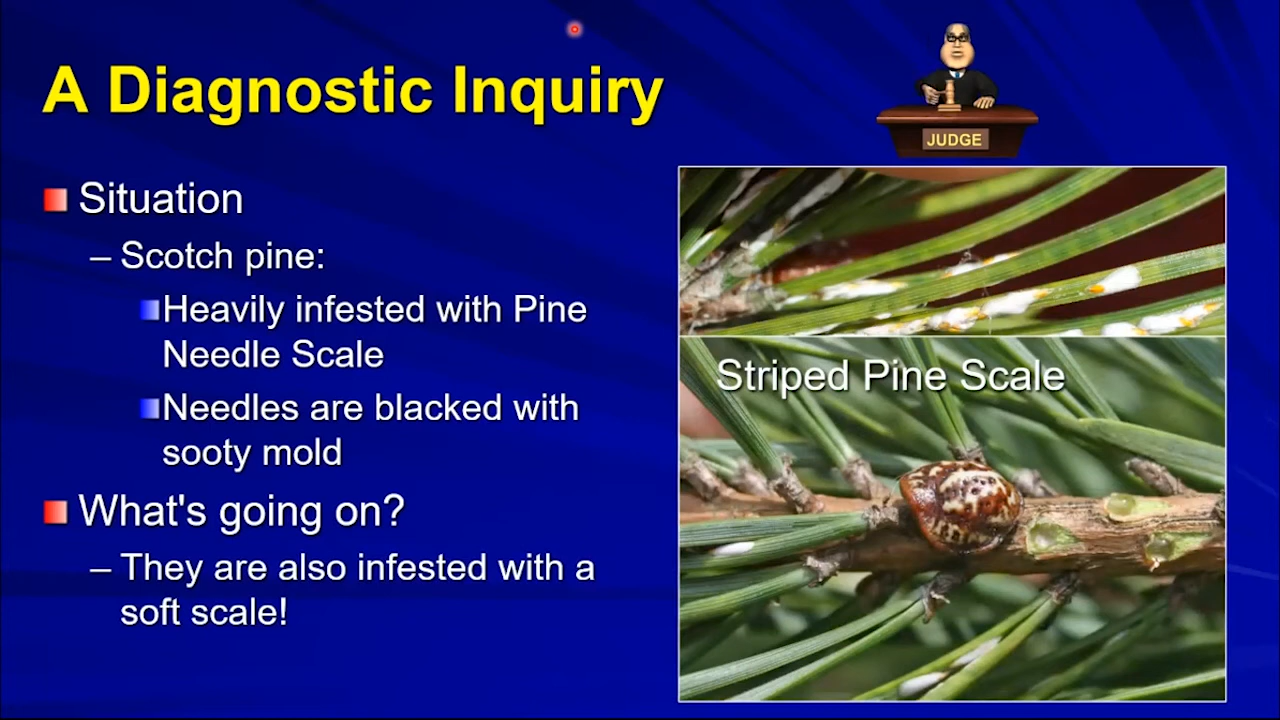 A Diagnostic Inquiry
JUDGE
Situation
– Scotch pine:
Heavily infested with Pine
Needle Scale
Needles are blacked with
sooty mold
What's going on?
– They are also infested with a
soft scale!
Striped Pine Scale